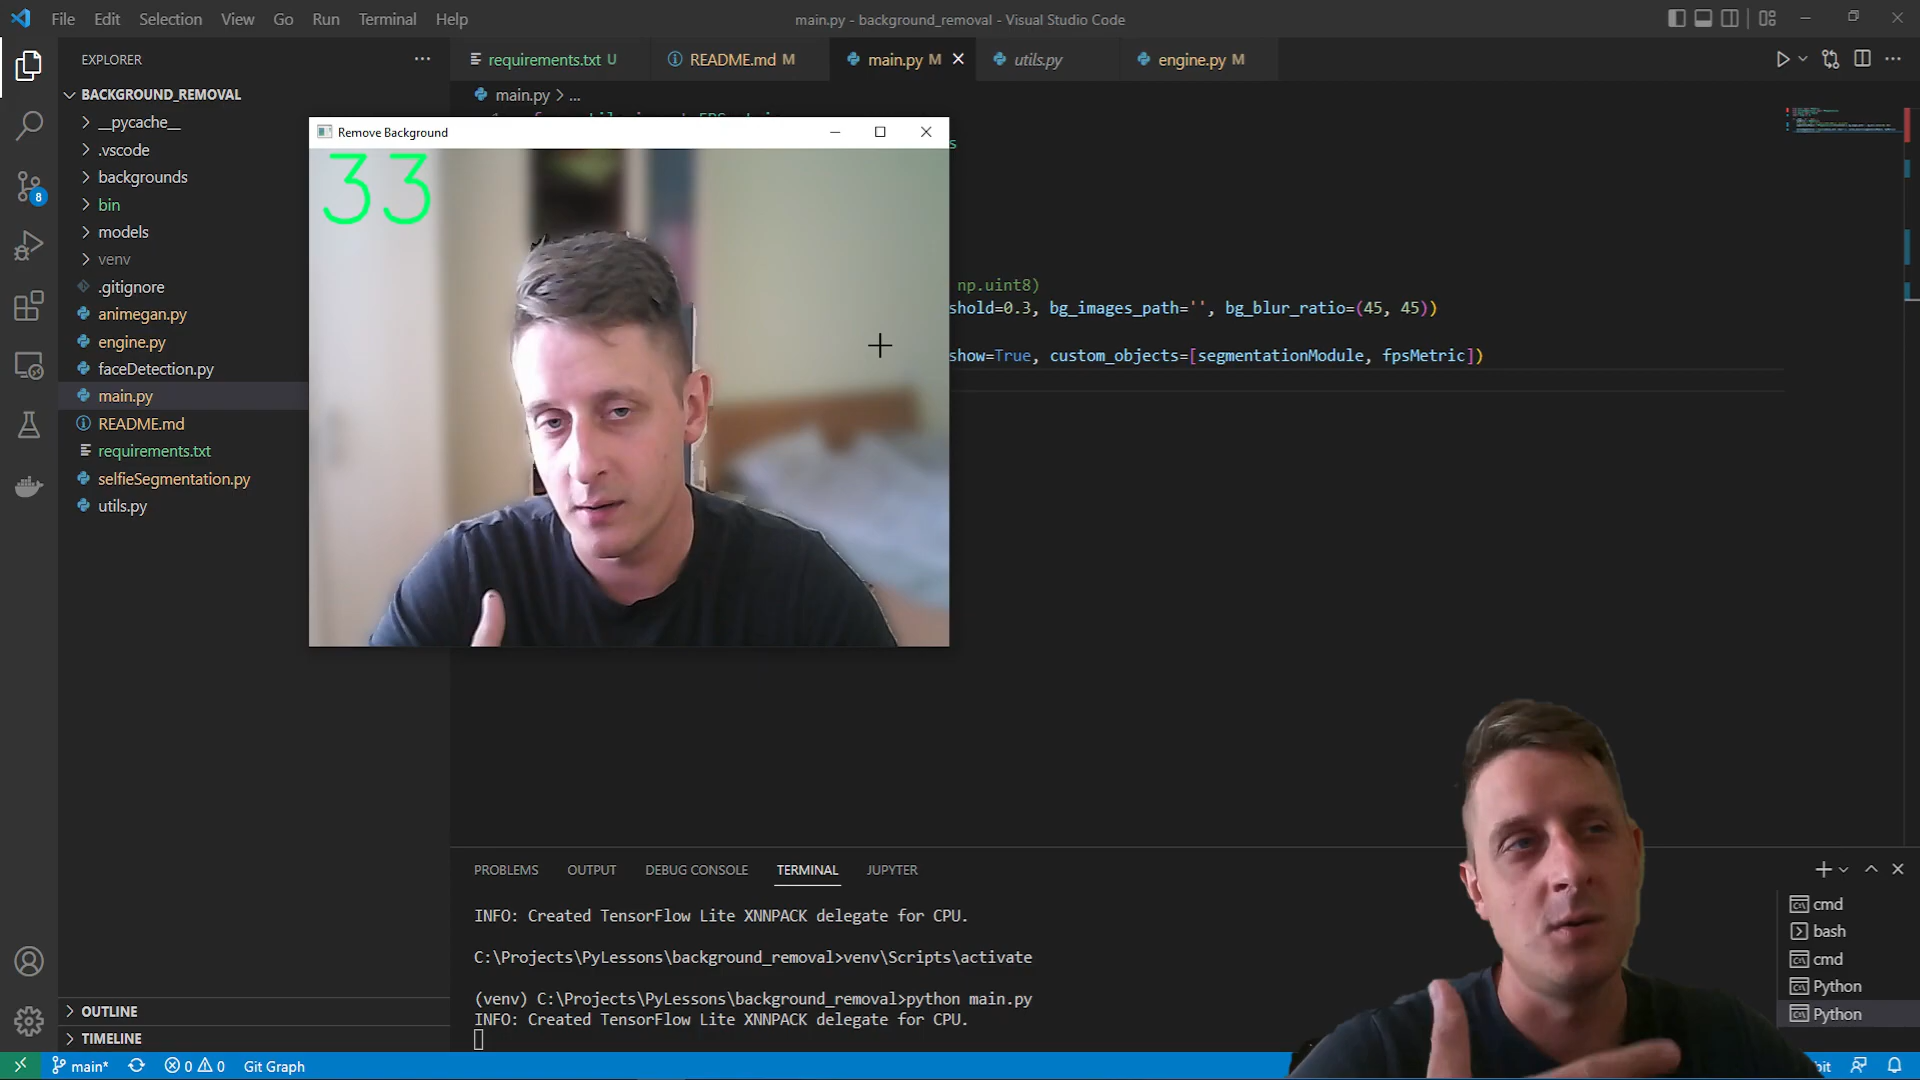 File Edit Selection View Go Run Terminal Help
main.py - background_removal - Visual Studio Code
EXPLORER
BACKGROUND_REMOVAL
__pycache__
.vscode
backgrounds
bin
models
venv
.gitignore
animegan.py
engine.py
faceDetection.py
main.py
README.md
requirements.txt
selfieSegmentation.py
utils.py
OUTLINE
TIMELINE
8
requirements.txt U
README.md M
main.py M
utils.py
engine.py M
main.py > ...
Remove Background
33
np.uint8)
shold=0.3, bg_images_path='', bg_blur_ratio=(45, 45))
show=True, custom_objects=[segmentationModule, fpsMetric])
PROBLEMS OUTPUT DEBUG CONSOLE TERMINAL JUPYTER
INFO: Created TensorFlow Lite XNNPACK delegate for CPU.
C:\Projects\PyLessons\background_removal>venv\Scripts\activate
(venv) C:\Projects\PyLessons\background_removal>python main.py
INFO: Created TensorFlow Lite XNNPACK delegate for CPU.
cmd
bash
cmd
Python
Python
main* 0 0 Git Graph
bit